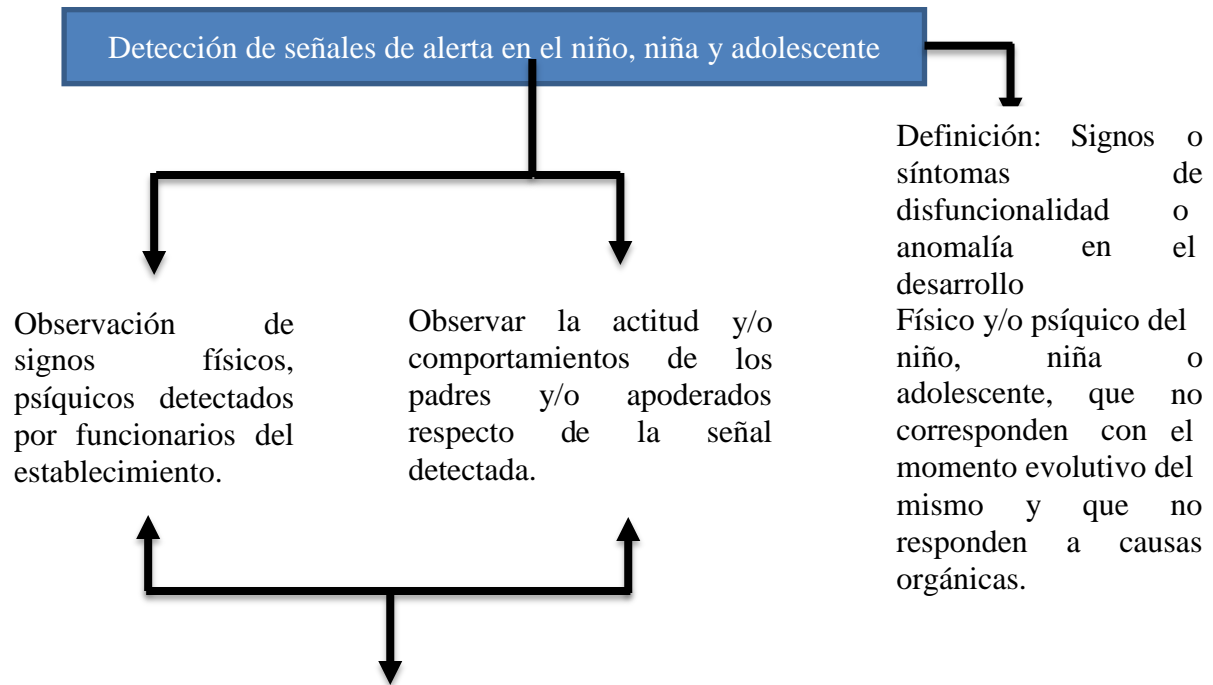 Detección de señales de alerta en el niño, niña y adolescente
Observación de
signos físicos,
psíquicos detectados
por funcionarios del
establecimiento.
Observar la actitud y/o
comportamientos de los
padres y/o apoderados
respecto de la señal
detectada.
Definición: Signos o
síntomas de
disfuncionalidad o
anomalía en el
desarrollo
Físico y/o psíquico del
niño, niña o
adolescente, que no
corresponden con el
momento evolutivo del
mismo y que no
responden a causas
orgánicas.